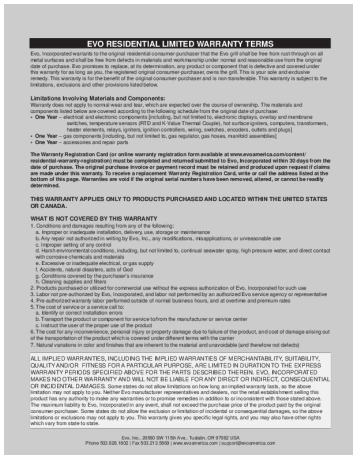 EVO RESIDENTIAL LIMITED WARRANTY TERMS
Evo, Incorporated warrants to the original residential consumer purchaser that the Evo grill shall be free from rust-through on all
metal surfaces and shall be free from defects in materials and workmanship under normal and reasonable use from the original
date of purchase. Evo promises to replace, at its determination, any product or component that is defective and covered under
this warranty for as long as you, the registered original consumer purchaser, owns the grill. This is your sole and exclusive
remedy. This warranty is for the benefit of the original consumer purchaser and is non-transferable. This warranty is subject to the
limitations, exclusions and other provisions listed below.
Limitations Involving Materials and Components:
Warranty does not apply to normal wear and tear, which are expected over the course of ownership. The materials and
components listed below are covered according to the following schedule from the original date of purchase:
• One Year – electrical and electronic components [including, but not limited to, electronic displays, overlay and membrane
switches, temperature sensors (RTD and K-Value Thermal Couple), hot surface igniters, computers, transformers,
heater elements, relays, igniters, ignition controllers, wiring, switches, encoders, ducts and plugs]
• One Year – gas components [including, but not limited to, gas regulator, gas hoses, manifold assemblies]
• One Year – accessories and repair parts
The Warranty Registration Card (or online warranty registration form available at www.evoamerica.com/content/
residential-warranty-registration) must be completed and returned/submitted to Evo, Incorporated within 30 days from the
date of purchase. The original purchase invoice or payment record must be retained and produced upon request if claims
are made under this warranty. To receive a replacement Warranty Registration Card, write or call the address listed at the
bottom of this page. Warranties are void if the original serial numbers have been removed, altered, or cannot be readily
determined.
THIS WARRANTY APPLIES ONLY TO PRODUCTS PURCHASED AND LOCATED WITHIN THE UNITED STATES
OR CANADA.
WHAT IS NOT COVERED BY THIS WARRANTY
1. Conditions and damages resulting from any of the following:
a. Improper or inadequate installation, delivery, use, storage or maintenance
b. Any repair not authorized in writing by Evo, Inc., any modifications, misapplications, or unreasonable use
c. Improper setting of any control
d. Harsh environmental conditions, including, but not limited to, continual seawater spray, high pressure water, and direct contact
with corrosive chemicals and materials
e. Excessive or inadequate electrical, or gas supply
f. Accidents, natural disasters, acts of God
g. Conditions covered by the purchaser's insurance
h. Cleaning supplies and filters
2. Products purchased or utilized for commercial use without the express authorization of Evo, Incorporated for such use
3. Labor not pre-authorized by Evo, Incorporated, and labor not performed by an authorized Evo service agency or representative
4. Pre-authorized warranty labor performed outside of normal business hours, and at overtime and premium rates
5. The cost of service or a service call to:
a. Identify or correct installation errors
b. Transport the product or component for service to/from the manufacturer or service center
c. Instruct the user of the proper use of the product
6. The cost for any inconvenience, personal injury or property damage due to failure of the product, and cost of damage arising out
of the transportation of the product which is covered under different terms with the carrier
7. Natural variations in color and finishes that are inherent to the material and unavoidable (and therefore not defects)
ALL IMPLIED WARRANTIES, INCLUDING THE IMPLIED WARRANTIES OF MERCHANTABILITY, SUITABILITY,
QUALITY AND/OR FITNESS FOR A PARTICULAR PURPOSE, ARE LIMITED IN DURATION TO THE EXPRESS
WARRANTY PERIODS SPECIFIED ABOVE FOR THE PARTS DESCRIBED THEREIN. EVO, INCORPORATED
MAKES NO OTHER WARRANTY AND WILL NOT BE LIABLE FOR ANY DIRECT OR INDIRECT, CONSEQUENTIAL
OR INCIDENTAL DAMAGES. Some states do not allow limitations on how long an implied warranty lasts, so the above
limitation may not apply to you. Neither Evo manufacturer representatives and dealers, nor the retail establishment selling this
product has any authority to make any warranties or to promise remedies in addition to or inconsistent with those stated above.
The maximum liability to Evo, Incorporated in any event, shall not exceed the purchase price of the product paid by the original
consumer purchaser. Some states do not allow the exclusion or limitation of incidental or consequential damages, so the above
limitations or exclusions may not apply to you. This warranty gives you specific legal rights, and you may also have other rights
which vary from state to state.